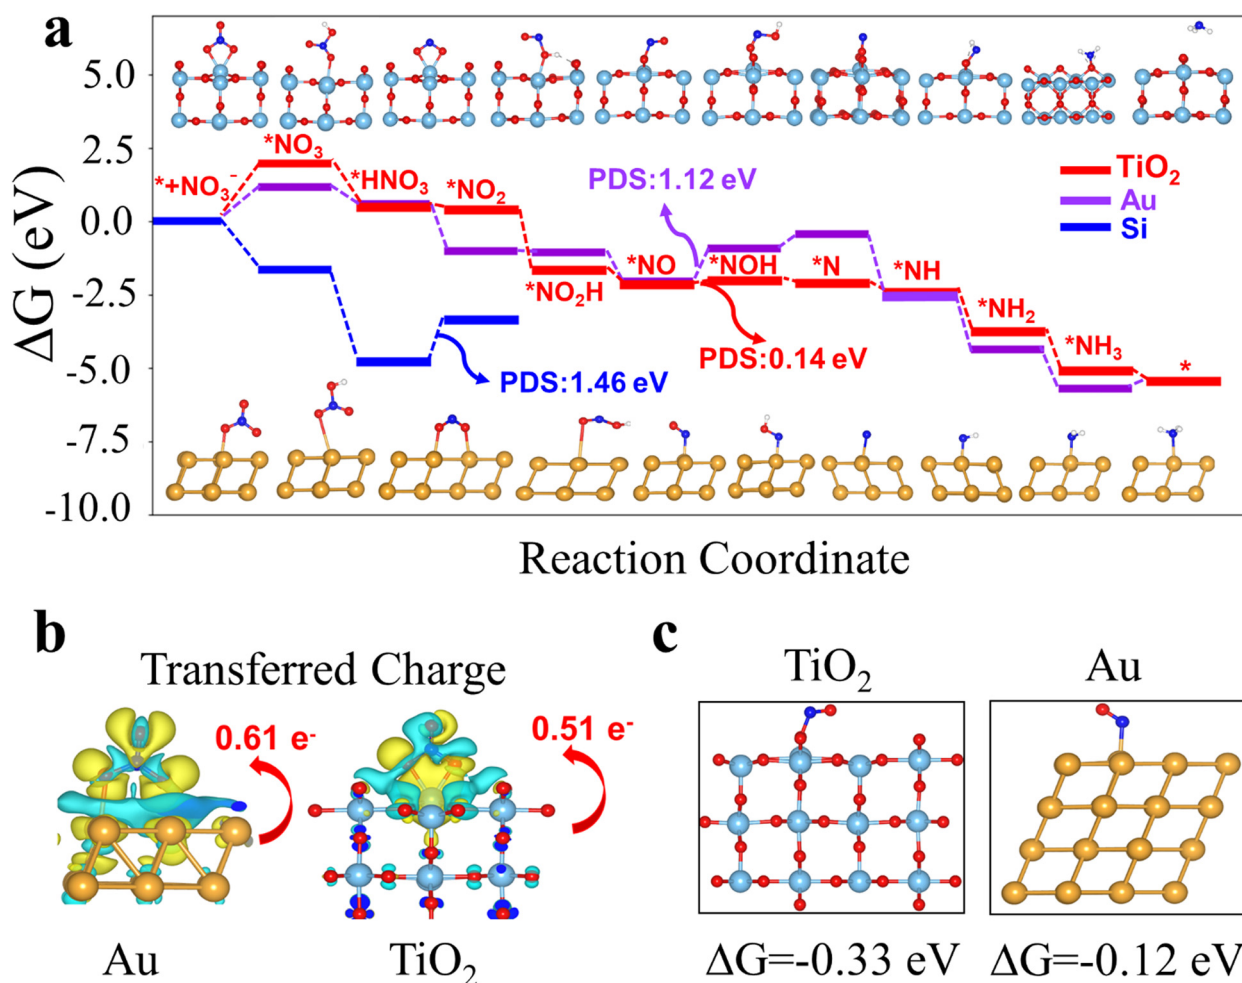 a
ΔG (eV)
5.0
2.5
0.0
-2.5
-5.0
-7.5
-10.0
*+NO₃⁻
*NO₃
*HNO₃
*NO₂
*NO₂H
*NO
*NOH
*N
*NH
*NH₂
*NH₃
*
PDS:1.12 eV
PDS:0.14 eV
PDS:1.46 eV
TiO₂
Au
Si
Reaction Coordinate
b
Transferred Charge
0.61 e⁻
0.51 e⁻
Au
TiO₂
c
TiO₂
Au
ΔG=-0.33 eV
ΔG=-0.12 eV